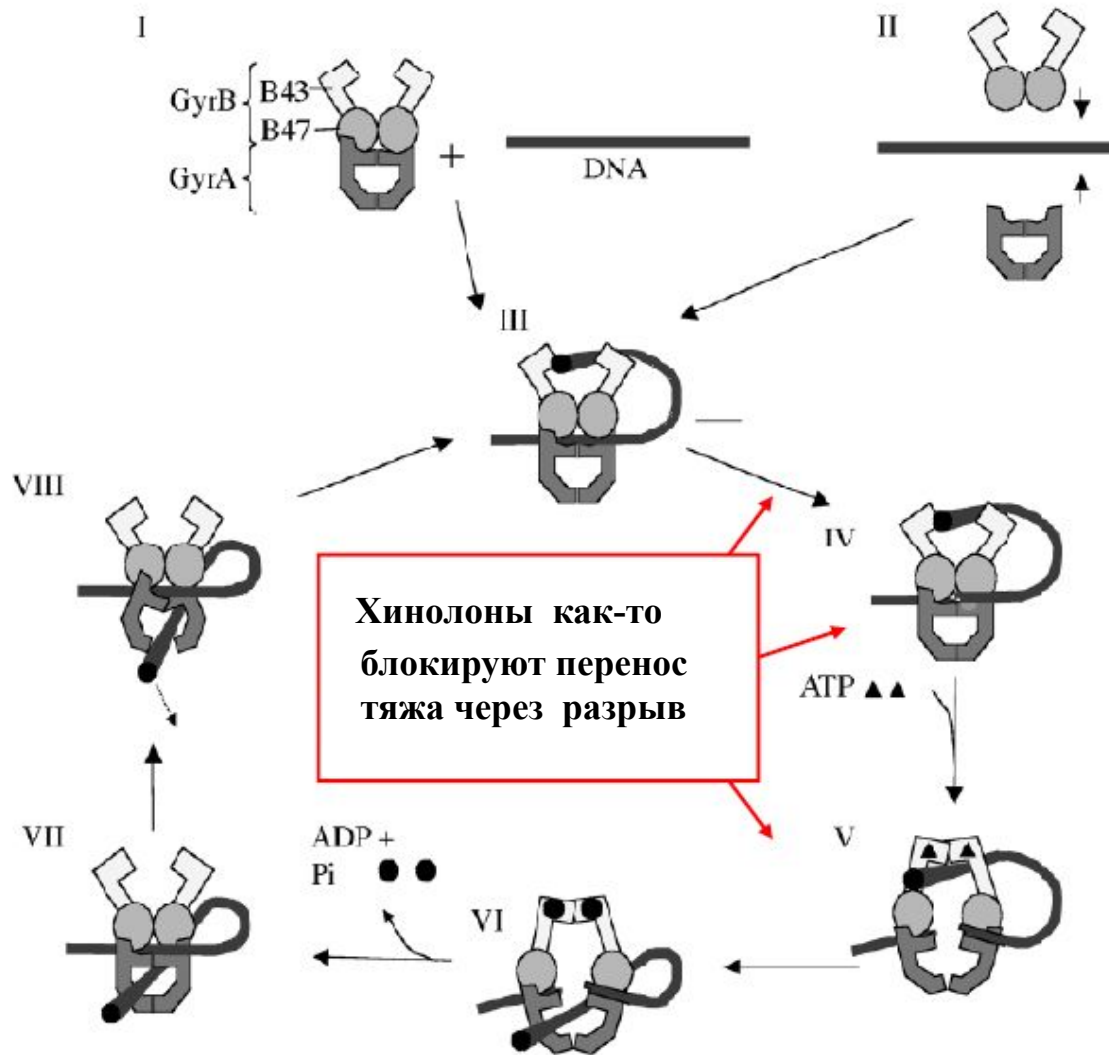 I
II
GyrB
B43
B47
GyrA
+
DNA
III
VIII
IV
Хинолоны как-то
блокируют перенос
тяжа через разрыв
ATP
VII
ADP +
Pi
VI
V